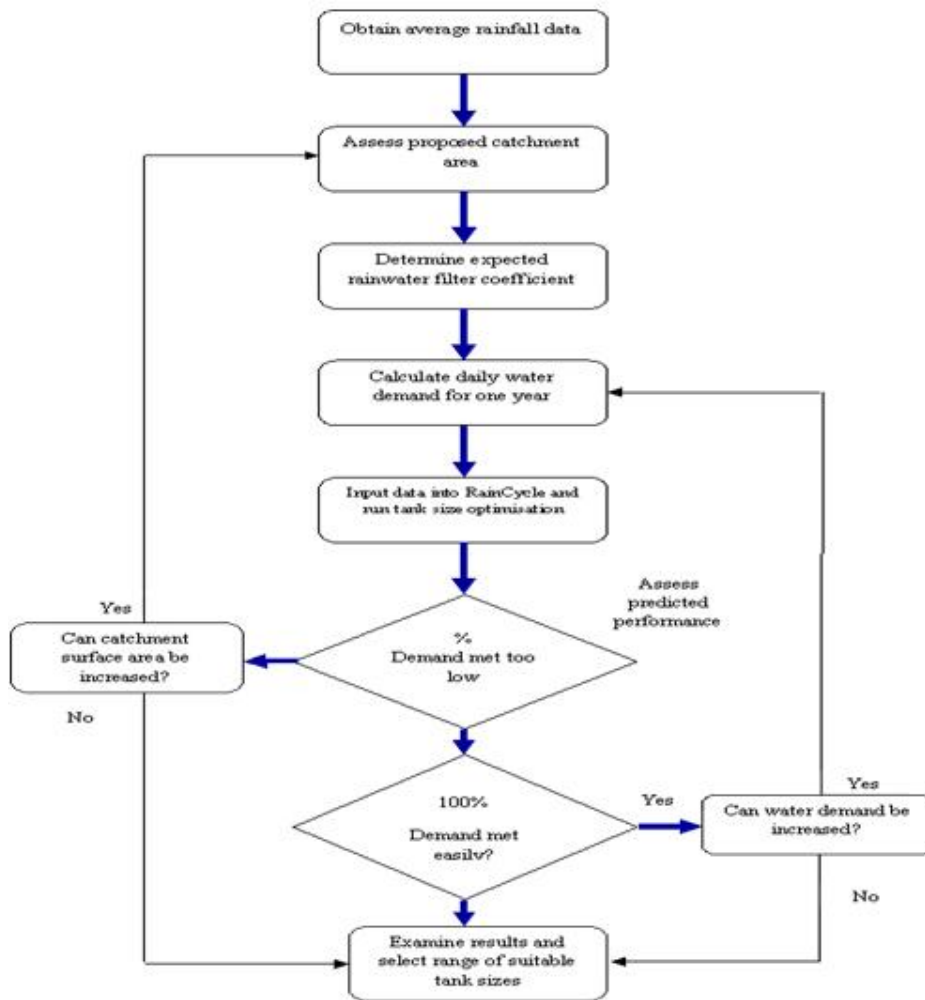 Obtain average rainfall data
Assess proposed catchment
area
Determine expected
rainwater filter coefficient
Calculate daily water
demand for one year
Input data into RainCycle and
run tank size optimisation
Assess
predicted
performance
%
Demand met too
low
Yes
Can catchment
surface area be
increased?
No
100%
Demand met
easily?
Yes
Yes
Can water demand be
increased?
No
Examine results and
select range of suitable
tank sizes